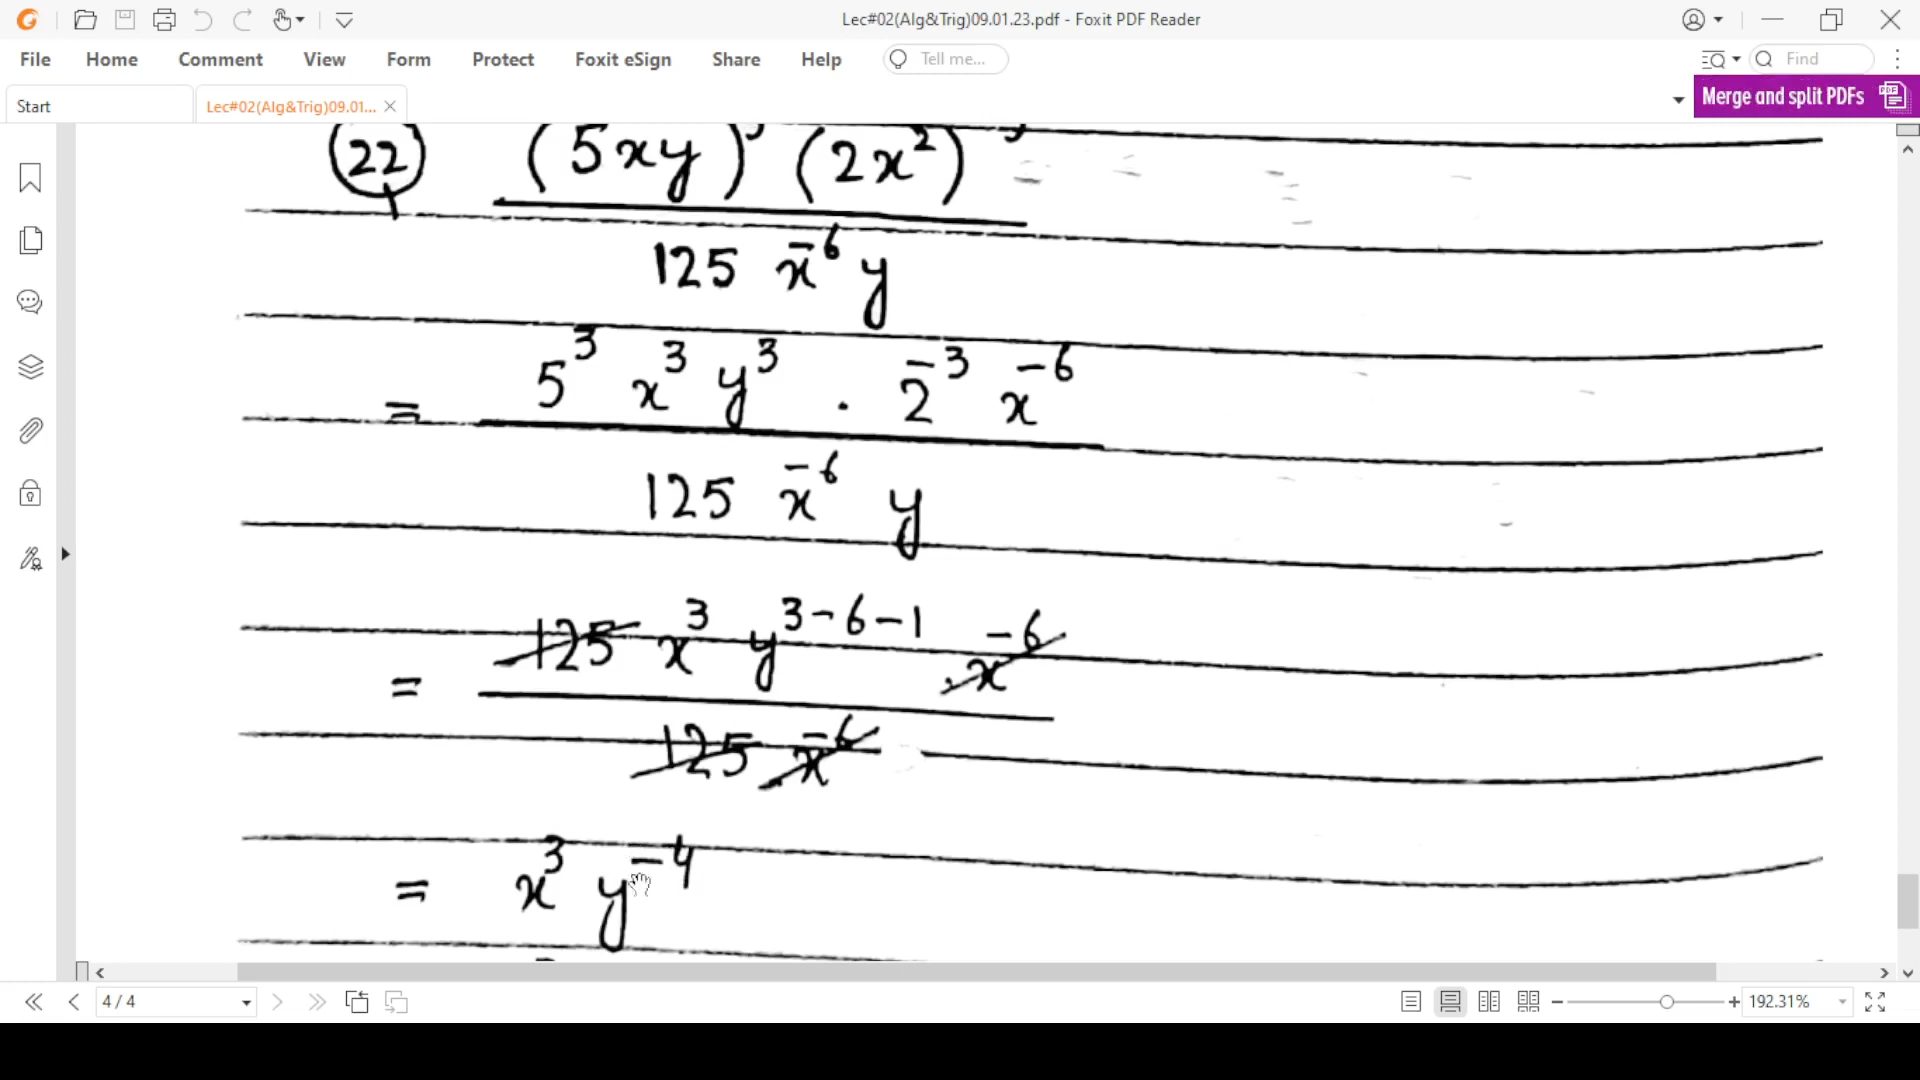 Lec#02(Alg&Trig)09.01.23.pdf - Foxit PDF Reader
File Home Comment View Form Protect Foxit eSign Share Help Tell me... Find
Start Lec#02(Alg&Trig)09.01... Merge and split PDFs
22 (5xy)³ (2x²)
125 x⁻⁶ y
= 5³ x³ y³ · 2⁻³ x⁻⁶
125 x⁻⁶ y
= 125 x³ y³⁻⁶⁻¹ x⁻⁶
125 x⁻⁶
= x³ y⁻⁴
4 / 4 192.31%